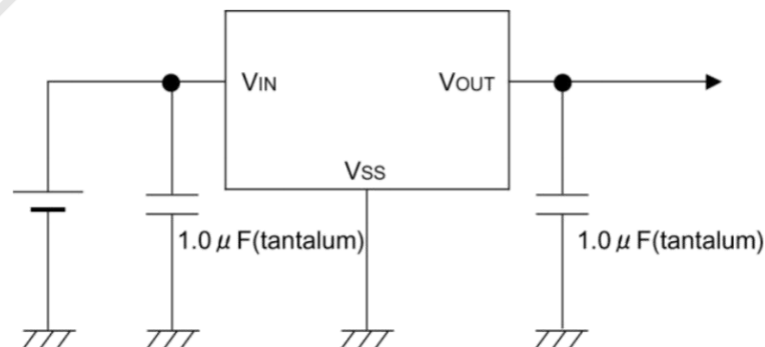 VIN
VOUT
VSS
1.0 μ F(tantalum)
1.0 μ F(tantalum)